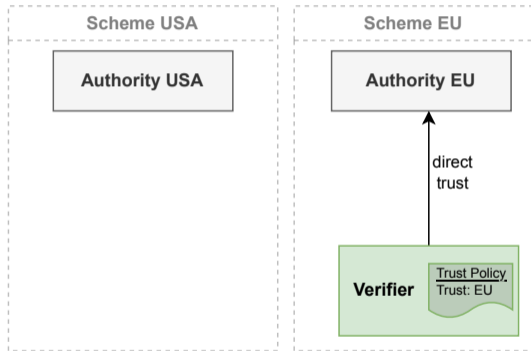 Scheme USA
Authority USA
Scheme EU
Authority EU
direct
trust
Verifier
Trust Policy
Trust: EU